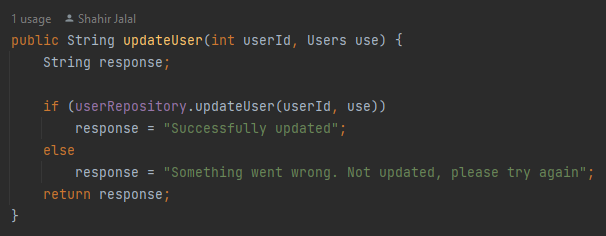 1 usage Shahir Jalal
public String updateUser(int userId, Users use) {
String response;
if (userRepository.updateUser(userId, use))
response = "Successfully updated";
else
response = "Something went wrong. Not updated, please try again";
return response;
}